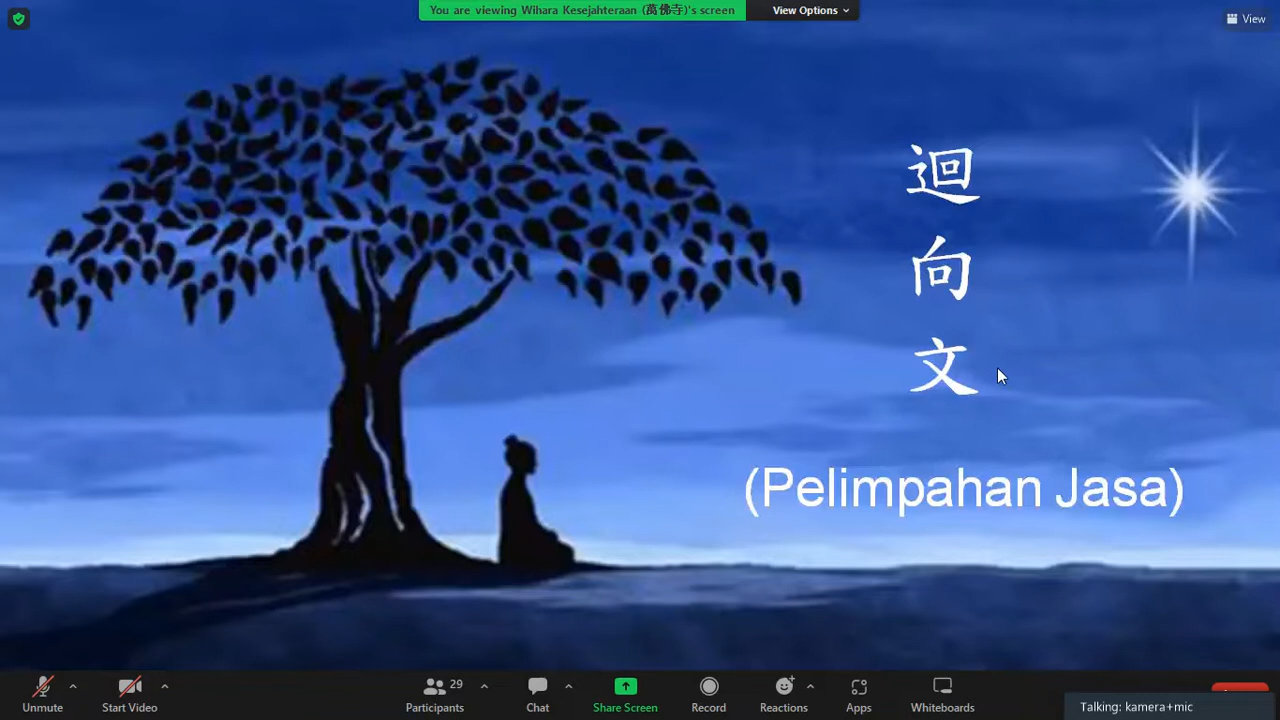 You are viewing Wihara Kesejahteraan (萬佛寺)'s screen
View Options
View
迴
向
文
(Pelimpahan Jasa)
Unmute
Start Video
29
Participants
Chat
Share Screen
Record
Reactions
Apps
Whiteboards
Talking: kamera+mic